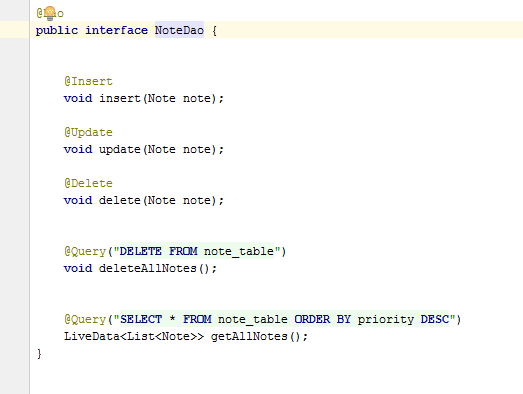 public interface NoteDao {
@Insert
void insert(Note note);
@Update
void update(Note note);
@Delete
void delete(Note note);
@Query("DELETE FROM note_table")
void deleteAllNotes();
@Query("SELECT * FROM note_table ORDER BY priority DESC")
LiveData<List<Note>> getAllNotes();
}